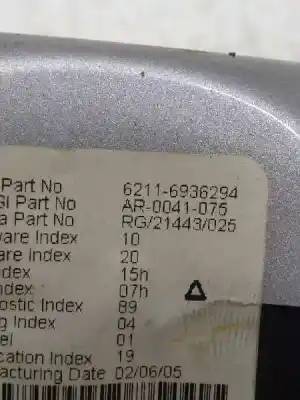 Part No 6211-6936294
GI Part No AR-0041-075
a Part No RG/21443/025
ware Index 10
are Index 20
ndex 15h
ndex 07h
ostic Index 89
g Index 04
el 01
cation Index 19
acturing Date 02/06/05